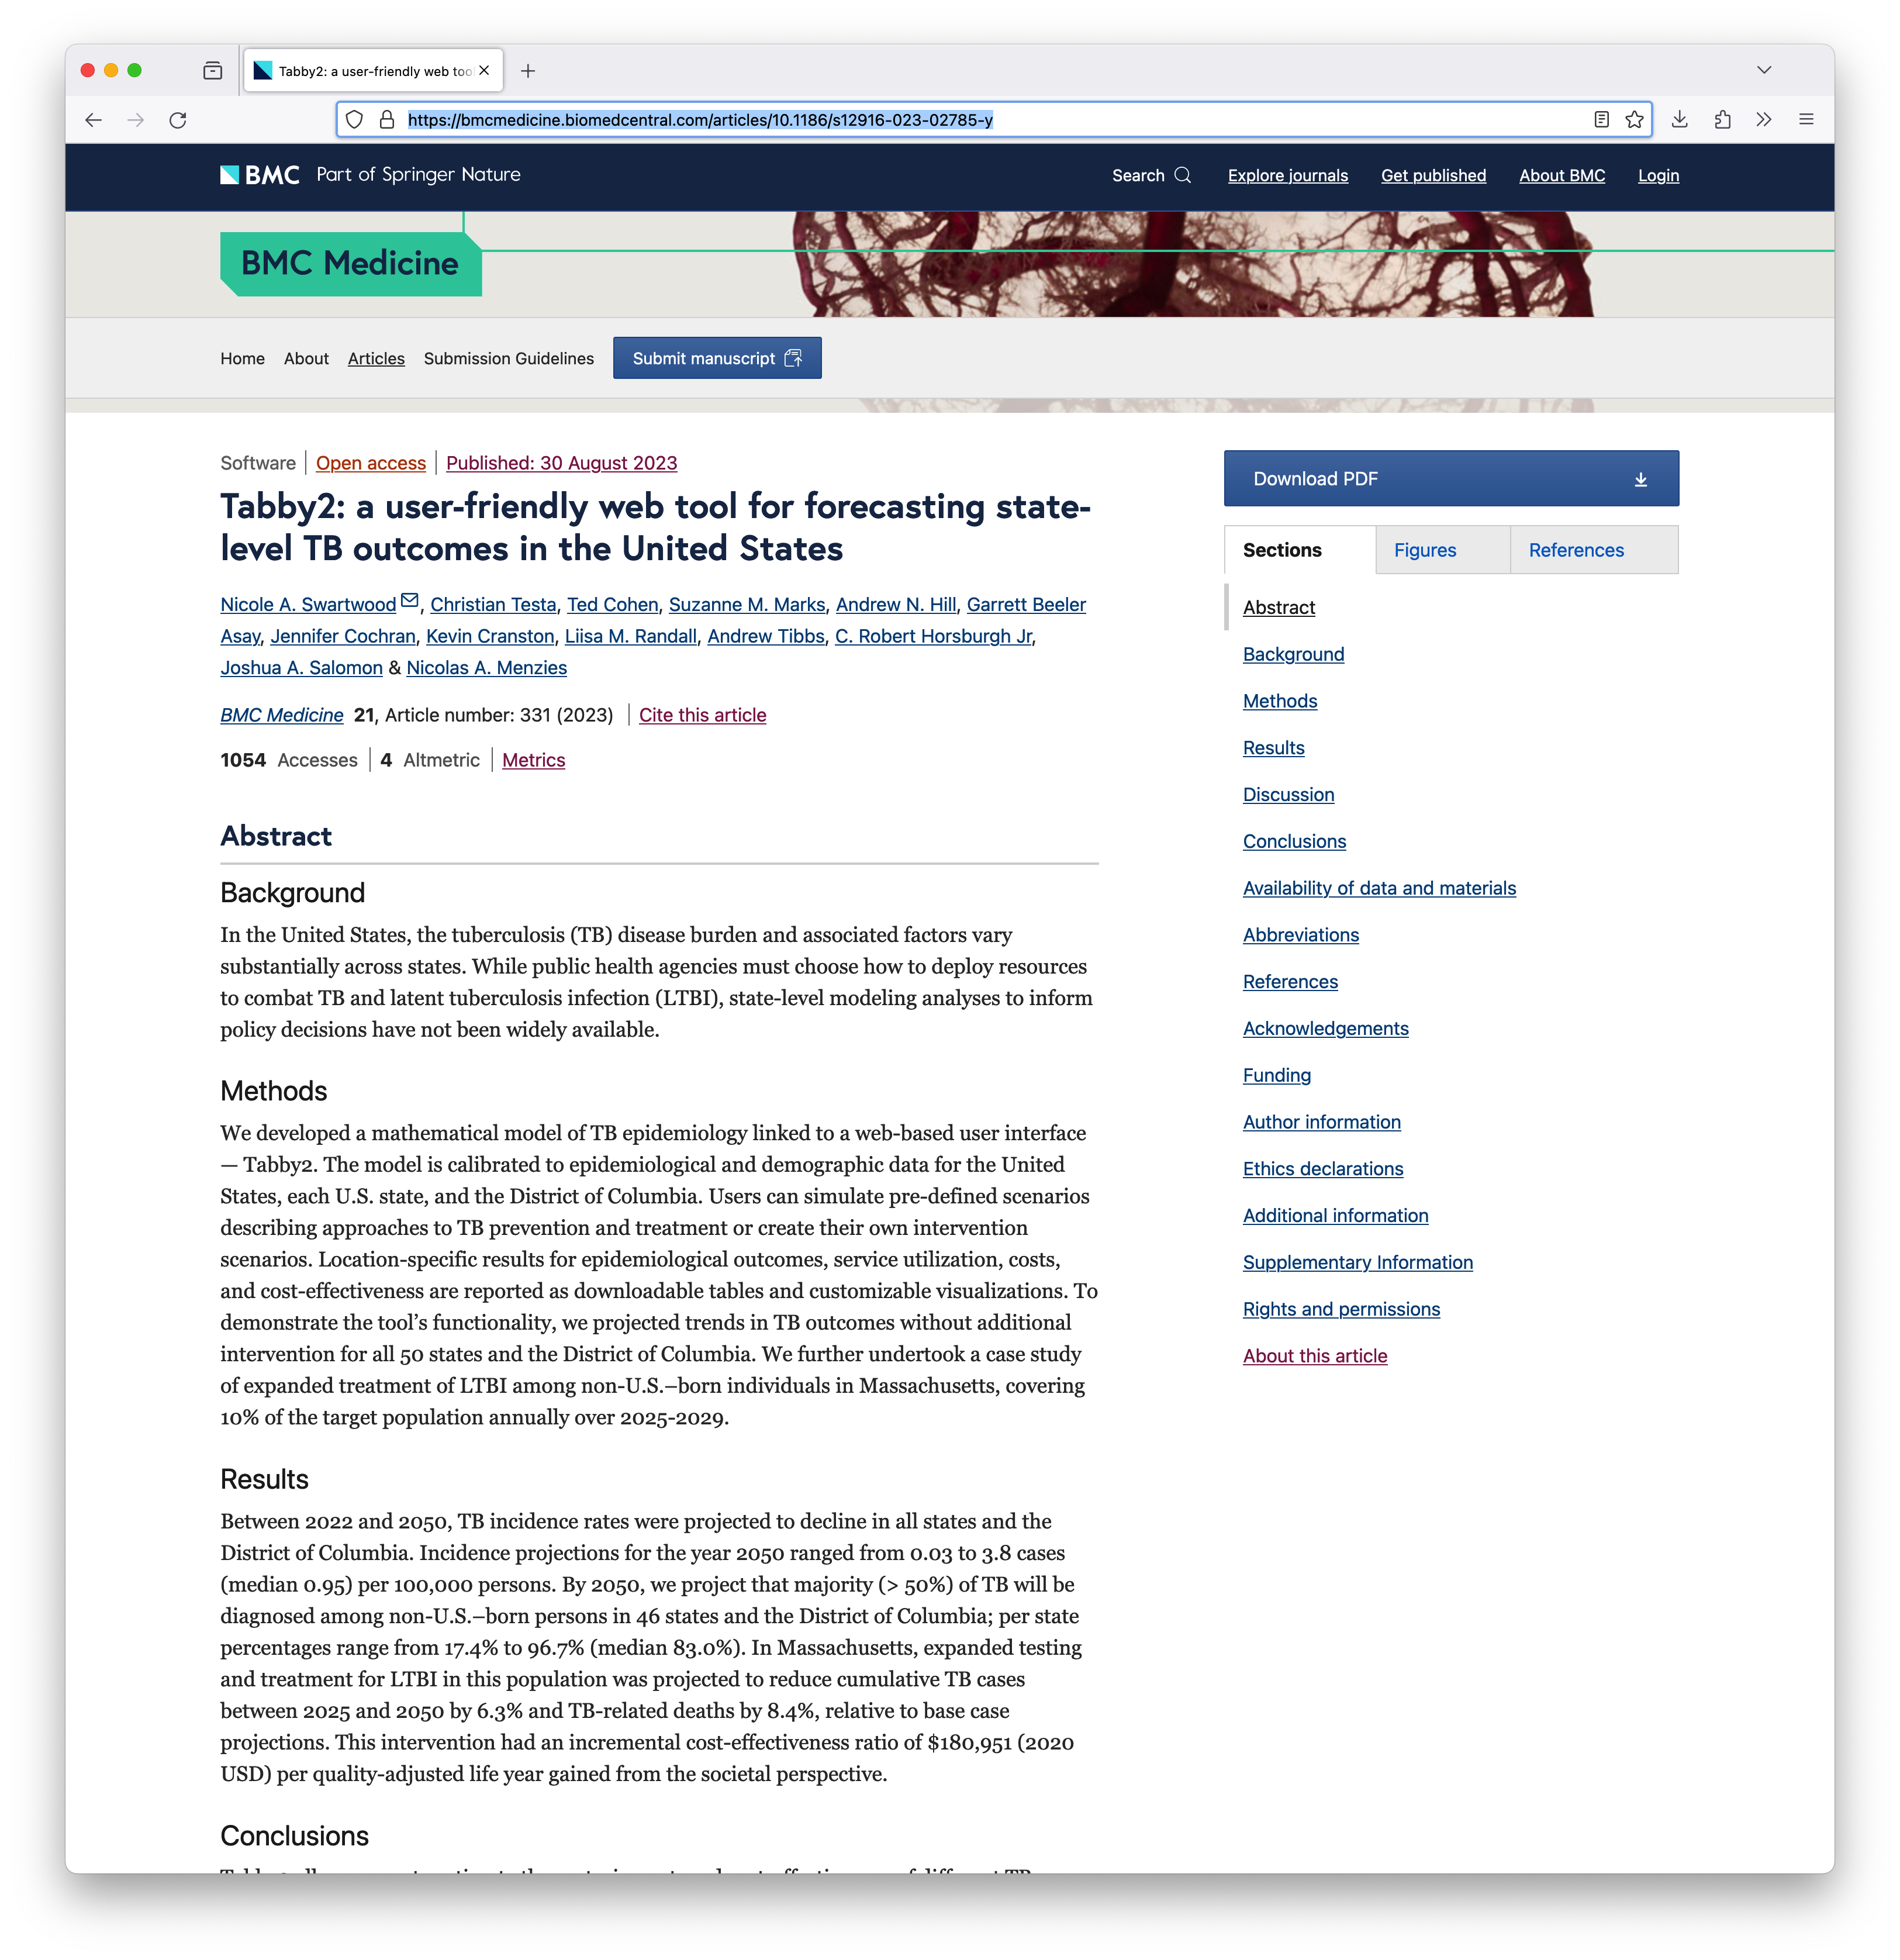 Tabby2: a user-friendly web too
https://bmcmedicine.biomedcentral.com/articles/10.1186/s12916-023-02785-y
BMC Part of Springer Nature
Search
Explore journals
Get published
About BMC
Login
BMC Medicine
Home
About
Articles
Submission Guidelines
Submit manuscript
Software | Open access | Published: 30 August 2023
Tabby2: a user-friendly web tool for forecasting state-
level TB outcomes in the United States
Nicole A. Swartwood, Christian Testa, Ted Cohen, Suzanne M. Marks, Andrew N. Hill, Garrett Beeler
Asay, Jennifer Cochran, Kevin Cranston, Liisa M. Randall, Andrew Tibbs, C. Robert Horsburgh Jr,
Joshua A. Salomon & Nicolas A. Menzies
BMC Medicine 21, Article number: 331 (2023) | Cite this article
1054 Accesses | 4 Altmetric | Metrics
Abstract
Background
In the United States, the tuberculosis (TB) disease burden and associated factors vary
substantially across states. While public health agencies must choose how to deploy resources
to combat TB and latent tuberculosis infection (LTBI), state-level modeling analyses to inform
policy decisions have not been widely available.
Methods
We developed a mathematical model of TB epidemiology linked to a web-based user interface
— Tabby2. The model is calibrated to epidemiological and demographic data for the United
States, each U.S. state, and the District of Columbia. Users can simulate pre-defined scenarios
describing approaches to TB prevention and treatment or create their own intervention
scenarios. Location-specific results for epidemiological outcomes, service utilization, costs,
and cost-effectiveness are reported as downloadable tables and customizable visualizations. To
demonstrate the tool’s functionality, we projected trends in TB outcomes without additional
intervention for all 50 states and the District of Columbia. We further undertook a case study
of expanded treatment of LTBI among non-U.S.–born individuals in Massachusetts, covering
10% of the target population annually over 2025-2029.
Results
Between 2022 and 2050, TB incidence rates were projected to decline in all states and the
District of Columbia. Incidence projections for the year 2050 ranged from 0.03 to 3.8 cases
(median 0.95) per 100,000 persons. By 2050, we project that majority (> 50%) of TB will be
diagnosed among non-U.S.–born persons in 46 states and the District of Columbia; per state
percentages range from 17.4% to 96.7% (median 83.0%). In Massachusetts, expanded testing
and treatment for LTBI in this population was projected to reduce cumulative TB cases
between 2025 and 2050 by 6.3% and TB-related deaths by 8.4%, relative to base case
projections. This intervention had an incremental cost-effectiveness ratio of $180,951 (2020
USD) per quality-adjusted life year gained from the societal perspective.
Conclusions
Download PDF
Sections
Figures
References
Abstract
Background
Methods
Results
Discussion
Conclusions
Availability of data and materials
Abbreviations
References
Acknowledgements
Funding
Author information
Ethics declarations
Additional information
Supplementary Information
Rights and permissions
About this article